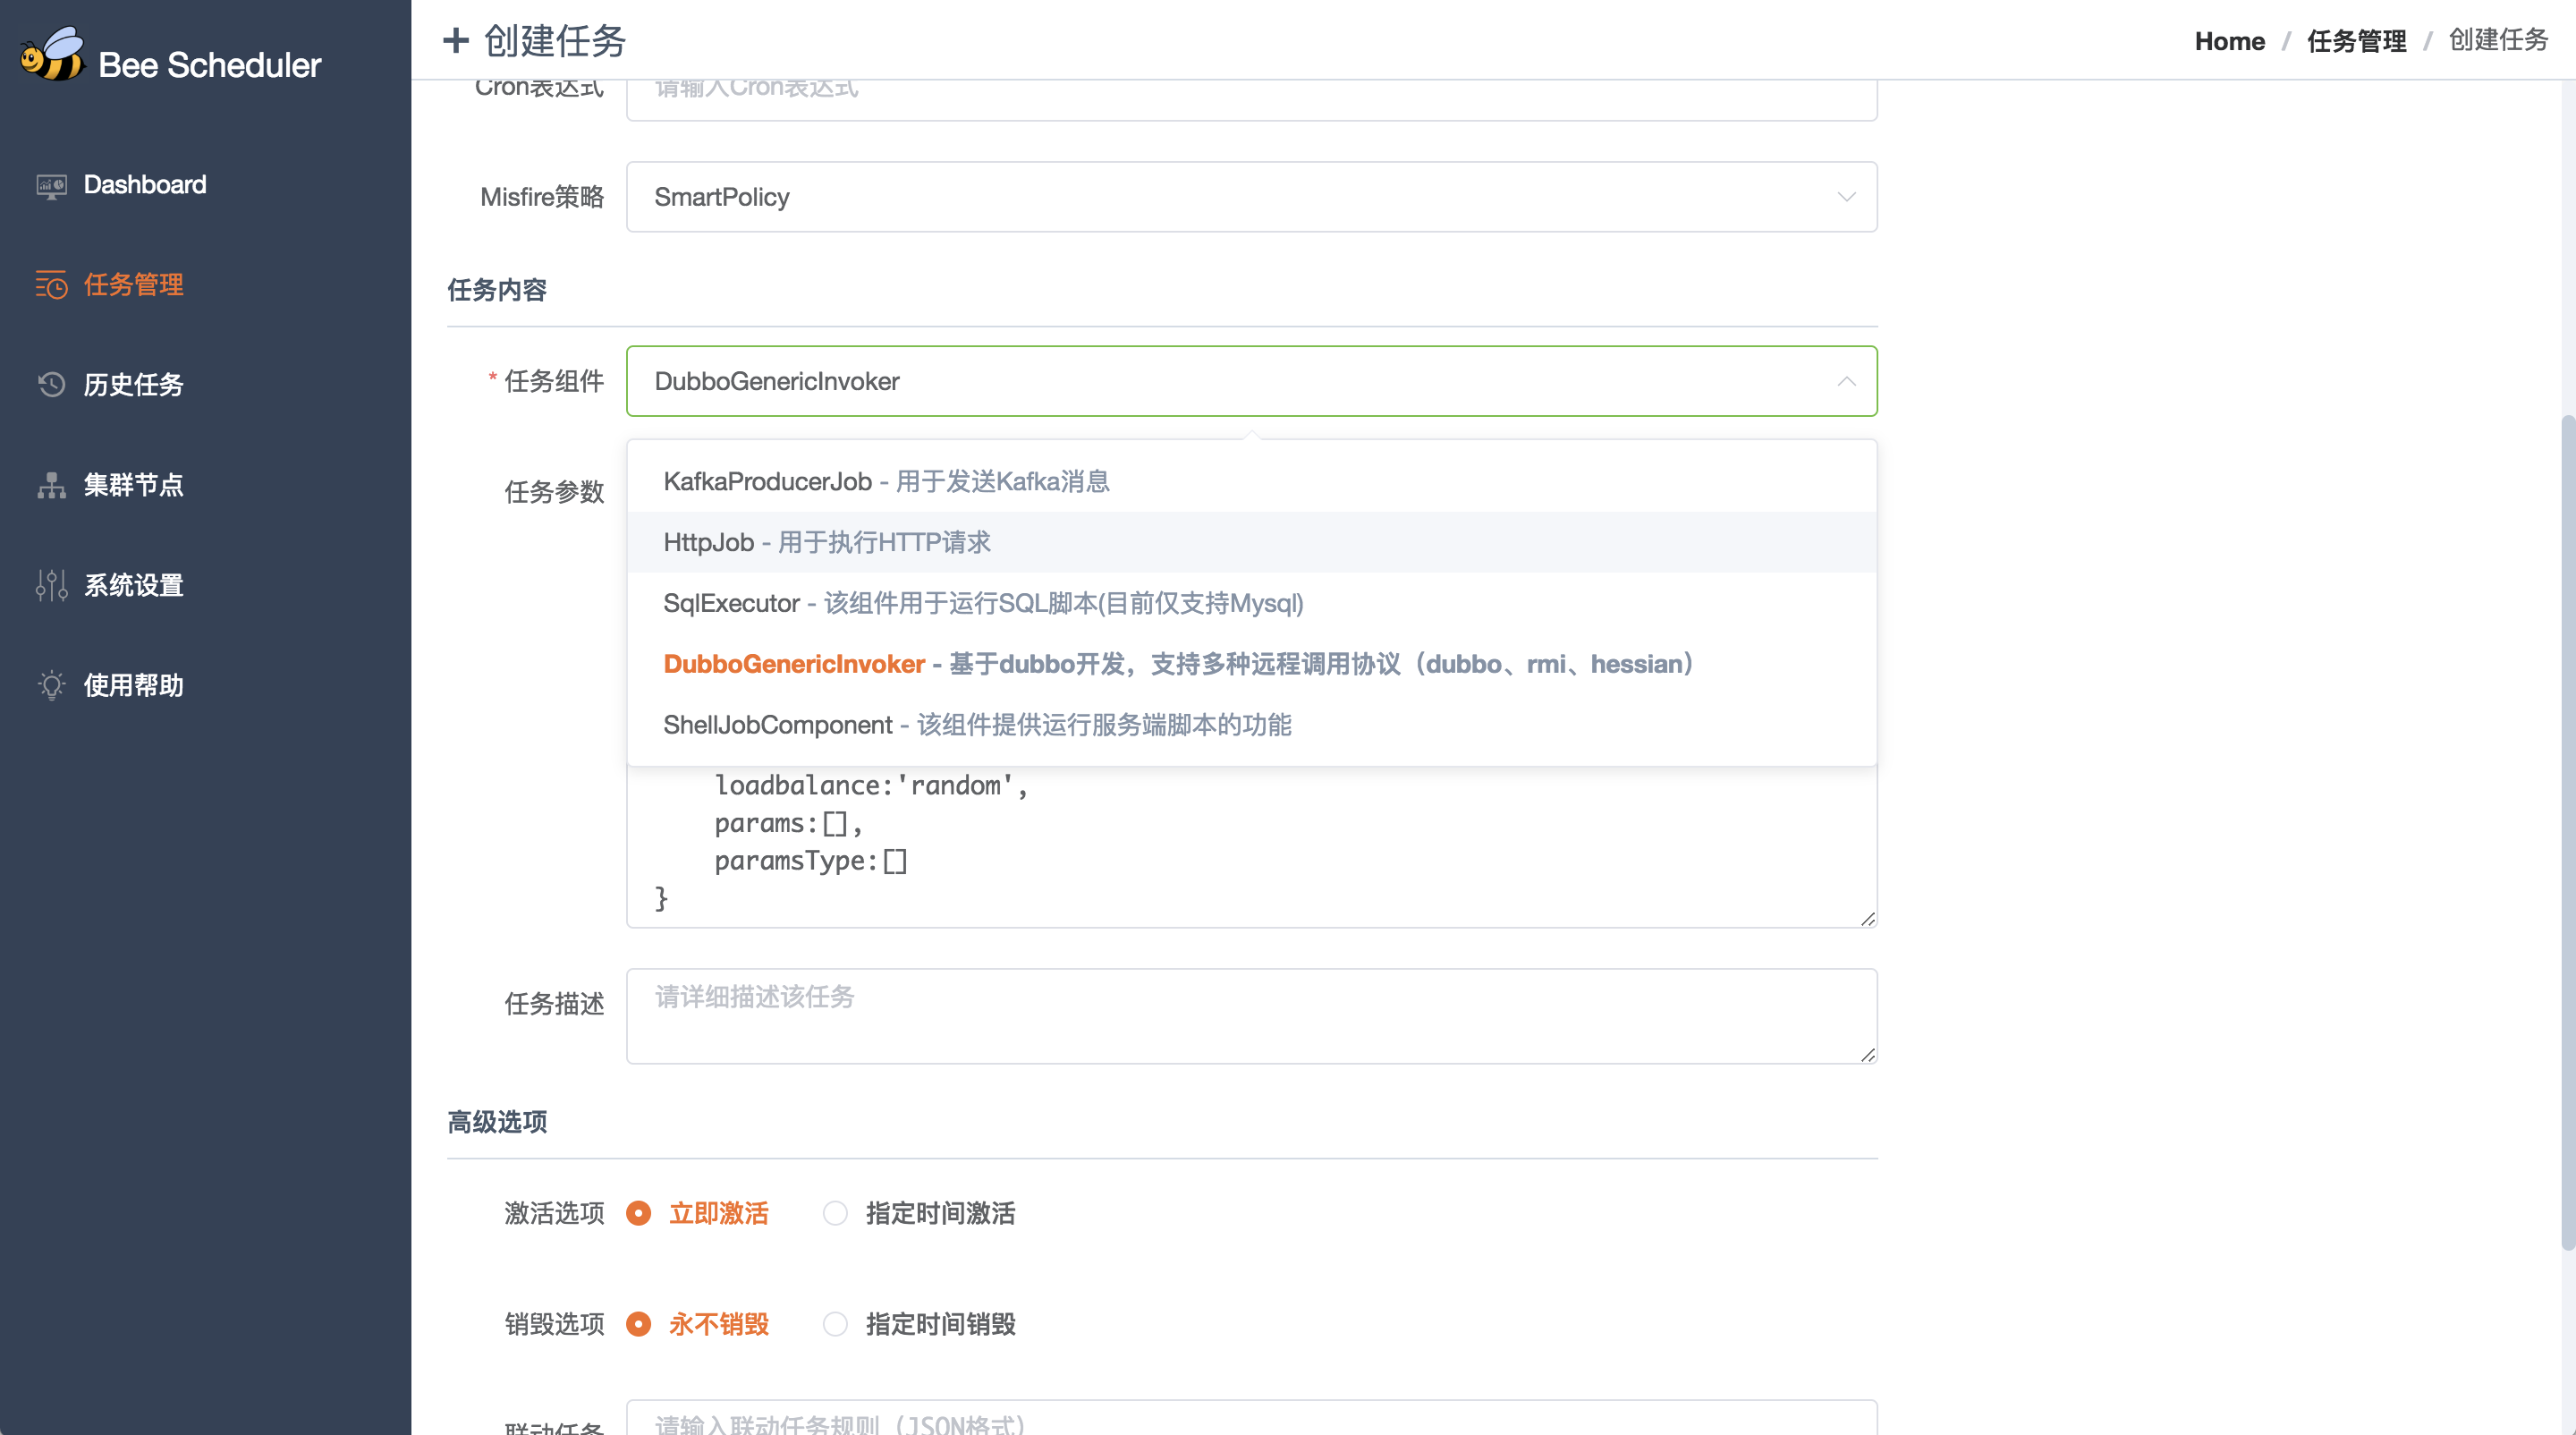 Bee Scheduler
Dashboard
任务管理
历史任务
集群节点
系统设置
使用帮助
+ 创建任务
Home / 任务管理 / 创建任务
Cron表达式 请输入Cron表达式
Misfire策略 SmartPolicy
任务内容
* 任务组件 DubboGenericInvoker
任务参数
KafkaProducerJob - 用于发送Kafka消息
HttpJob - 用于执行HTTP请求
SqlExecutor - 该组件用于运行SQL脚本(目前仅支持Mysql)
DubboGenericInvoker - 基于dubbo开发，支持多种远程调用协议（dubbo、rmi、hessian）
ShellJobComponent - 该组件提供运行服务端脚本的功能
loadbalance:'random',
params:[],
paramsType:[]
}
任务描述 请详细描述该任务
高级选项
激活选项 立即激活 指定时间激活
销毁选项 永不销毁 指定时间销毁
联动任务 请输入联动任务规则（JSON格式）